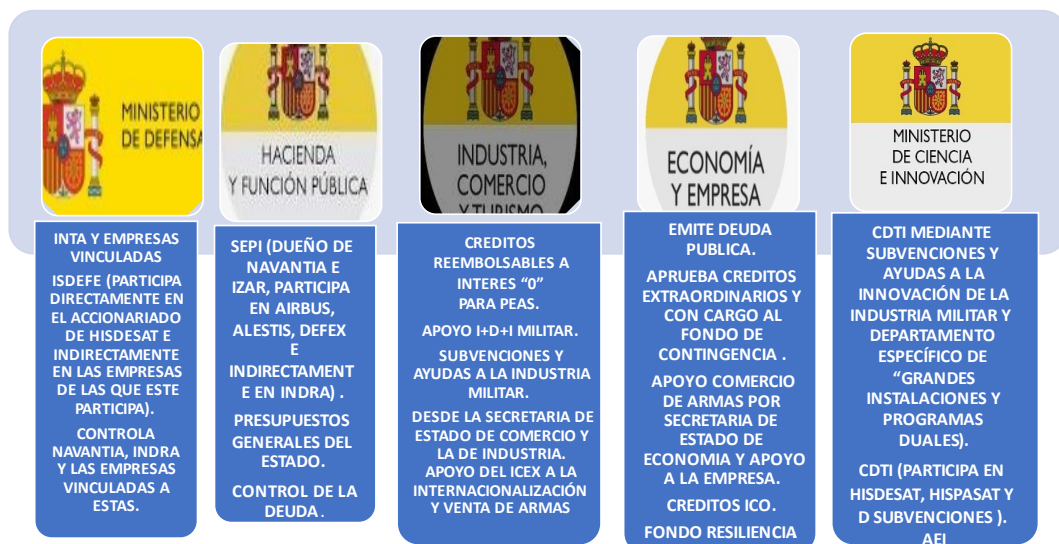 MINISTERIO
DE DEFENSA
INTA Y EMPRESAS
VINCULADAS
ISDEFE (PARTICIPA
DIRECTAMENTE EN
EL ACCIONARIADO
DE HISDESAT E
INDIRECTAMENTE
EN LAS EMPRESAS
DE LAS QUE ESTE
PARTICIPA).
CONTROLA
NAVANTIA, INDRA
Y LAS EMPRESAS
VINCULADAS A
ESTAS.
HACIENDA
Y FUNCIÓN PÚBLICA
SEPI (DUEÑO DE
NAVANTIA E
IZAR, PARTICIPA
EN AIRBUS,
ALESTIS, DEFEX
E
INDIRECTAMENT
E EN INDRA) .
PRESUPUESTOS
GENERALES DEL
ESTADO.
CONTROL DE LA
DEUDA .
INDUSTRIA,
COMERCIO
Y TURISMO
CREDITOS
REEMBOLSABLES A
INTERES “0”
PARA PEAS.
APOYO I+D+I MILITAR.
SUBVENCIONES Y
AYUDAS A LA INDUSTRIA
MILITAR.
DESDE LA SECRETARIA DE
ESTADO DE COMERCIO Y
LA DE INDUSTRIA.
APOYO DEL ICEX A LA
INTERNACIONALIZACIÓN
Y VENTA DE ARMAS
ECONOMÍA
Y EMPRESA
EMITE DEUDA
PUBLICA.
APRUEBA CREDITOS
EXTRAORDINARIOS Y
CON CARGO AL
FONDO DE
CONTINGENCIA .
APOYO COMERCIO
DE ARMAS POR
SECRETARIA DE
ESTADO DE
ECONOMIA Y APOYO
A LA EMPRESA.
CREDITOS ICO.
FONDO RESILIENCIA
MINISTERIO
DE CIENCIA
E INNOVACIÓN
CDTI MEDIANTE
SUBVENCIONES Y
AYUDAS A LA
INNOVACIÓN DE LA
INDUSTRIA MILITAR Y
DEPARTAMENTO
ESPECÍFICO DE
“GRANDES
INSTALACIONES Y
PROGRAMAS
DUALES).
CDTI (PARTICIPA EN
HISDESAT, HISPASAT Y
D SUBVENCIONES ).
AEI